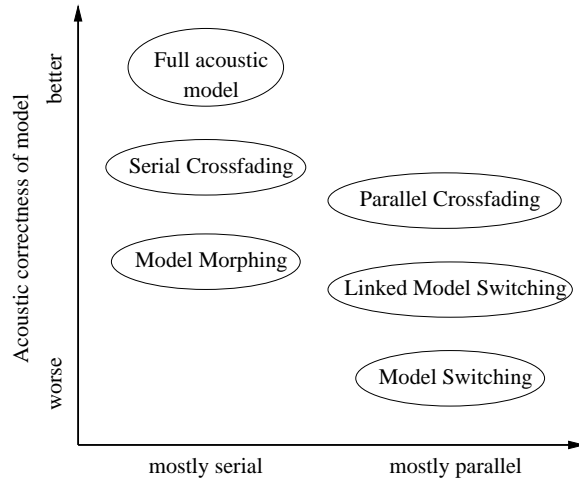 Full acoustic
model
Serial Crossfading
Parallel Crossfading
Model Morphing
Linked Model Switching
Model Switching
Acoustic correctness of model
better
worse
mostly serial
mostly parallel